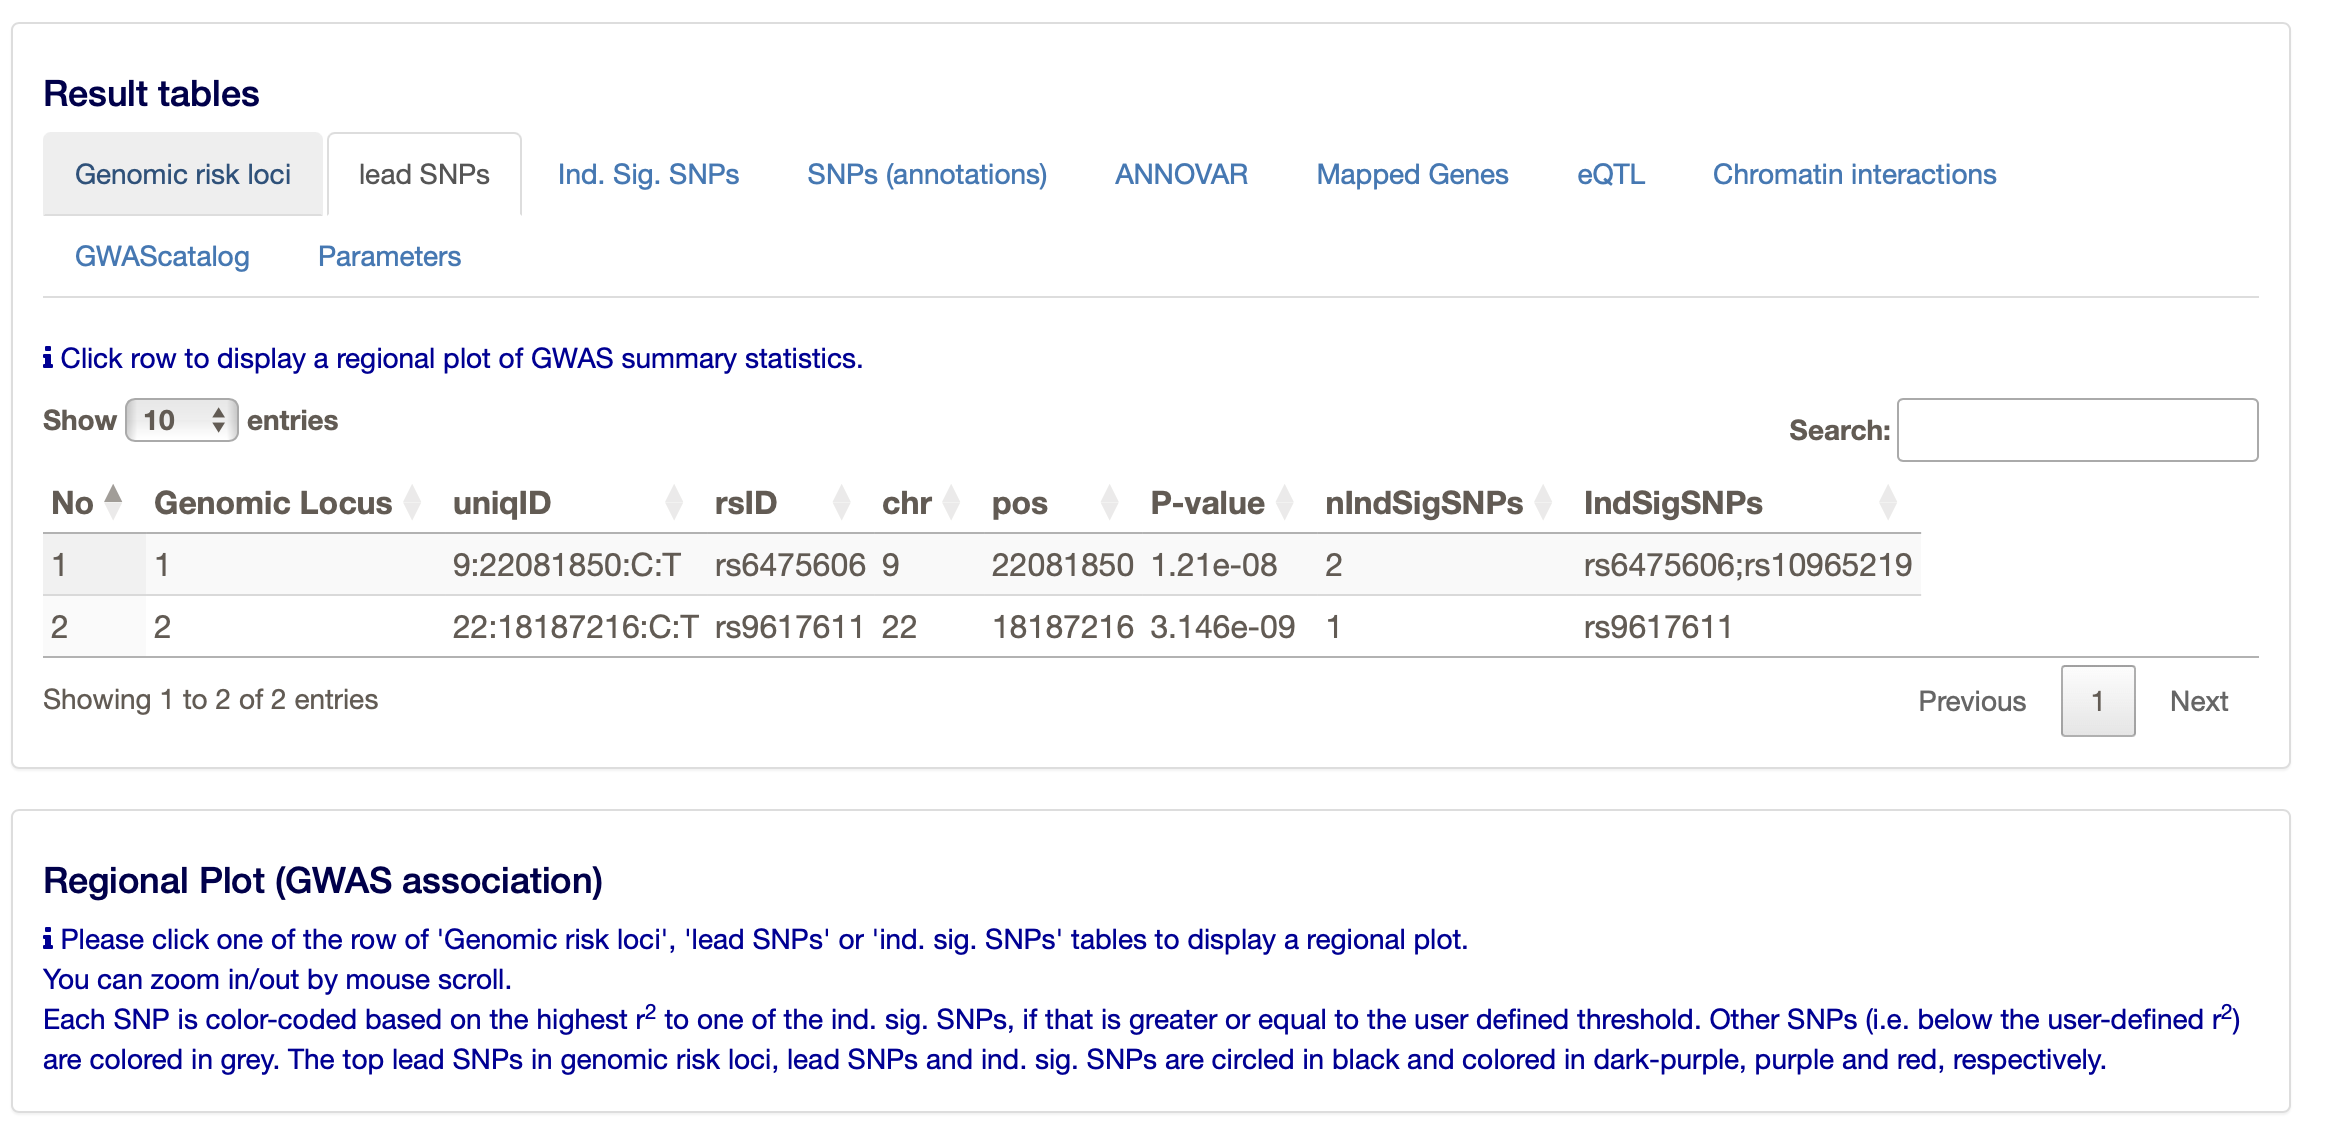 Result tables
Genomic risk loci lead SNPs Ind. Sig. SNPs SNPs (annotations) ANNOVAR Mapped Genes eQTL Chromatin interactions
GWAScatalog Parameters
i Click row to display a regional plot of GWAS summary statistics.
Show 10 entries
Search:
No Genomic Locus uniqID rsID chr pos P-value nIndSigSNPs IndSigSNPs
1 1 9:22081850:C:T rs6475606 9 22081850 1.21e-08 2 rs6475606;rs10965219
2 2 22:18187216:C:T rs9617611 22 18187216 3.146e-09 1 rs9617611
Showing 1 to 2 of 2 entries
Previous 1 Next
Regional Plot (GWAS association)
i Please click one of the row of 'Genomic risk loci', 'lead SNPs' or 'ind. sig. SNPs' tables to display a regional plot.
You can zoom in/out by mouse scroll.
Each SNP is color-coded based on the highest r² to one of the ind. sig. SNPs, if that is greater or equal to the user defined threshold. Other SNPs (i.e. below the user-defined r²)
are colored in grey. The top lead SNPs in genomic risk loci, lead SNPs and ind. sig. SNPs are circled in black and colored in dark-purple, purple and red, respectively.